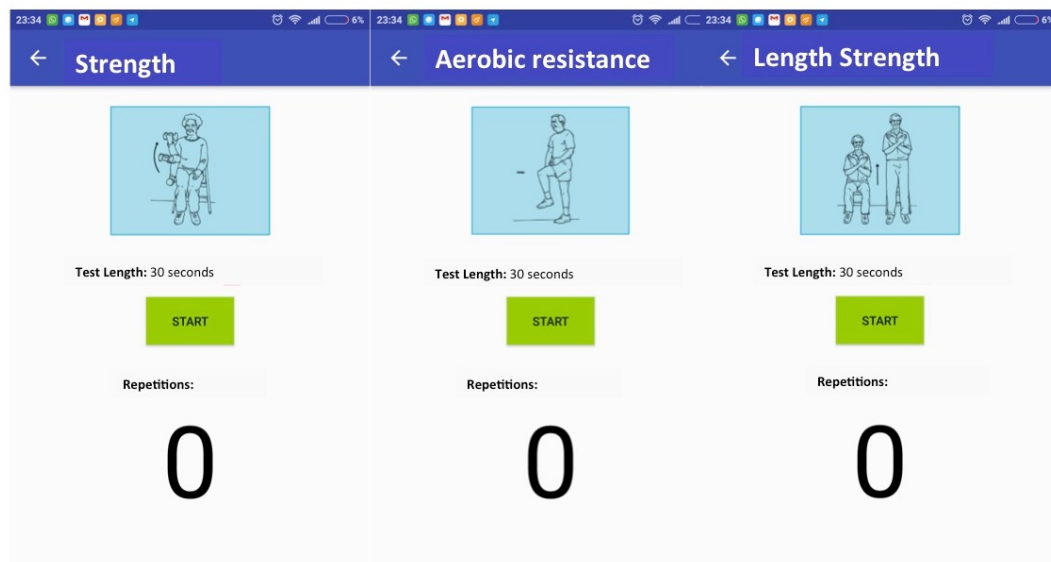 23:34 6%
Strength
Test Length: 30 seconds
START
Repetitions:
0
23:34
Aerobic resistance
Test Length: 30 seconds
START
Repetitions:
0
23:34 6%
Length Strength
Test Length: 30 seconds
START
Repetitions:
0